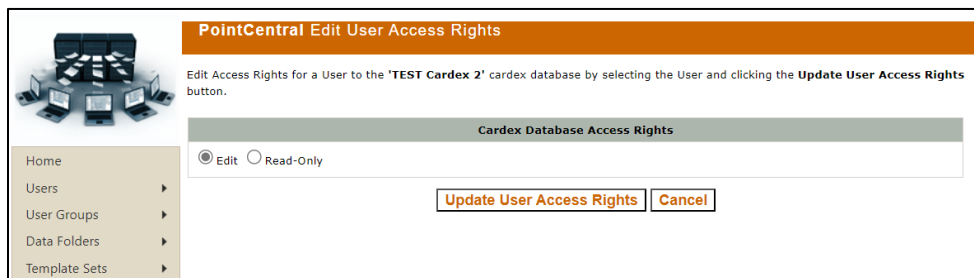 PointCentral Edit User Access Rights
Edit Access Rights for a User to the 'TEST Cardex 2' cardex database by selecting the User and clicking the Update User Access Rights
button.
Cardex Database Access Rights
Edit Read-Only
Update User Access Rights Cancel
Home
Users
User Groups
Data Folders
Template Sets